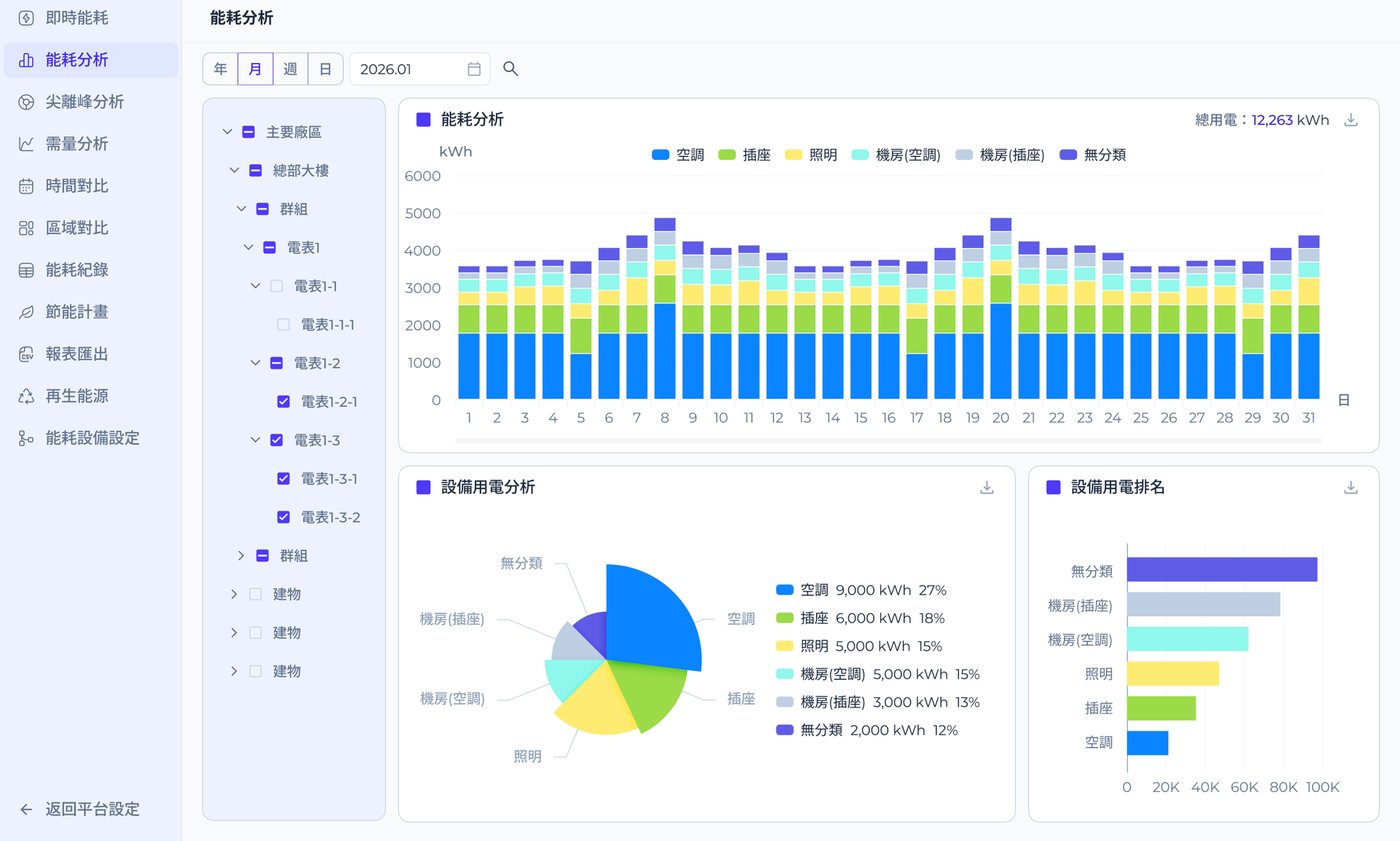 即時能耗
能耗分析
尖離峰分析
需量分析
時間對比
區域對比
能耗紀錄
節能計畫
CSV
報表匯出
再生能源
能耗設備設定
返回平台設定
能耗分析
年 月 週 日 2026.01
主要廠區
總部大樓
群組
電表1
電表1-1
電表1-1-1
電表1-2
電表1-2-1
電表1-3
電表1-3-1
電表1-3-2
群組
建物
建物
建物
能耗分析
總用電：12,263 kWh
kWh
空調 插座 照明 機房(空調) 機房(插座) 無分類
6000
5000
4000
3000
2000
1000
0
1 2 3 4 5 6 7 8 9 10 11 12 13 14 15 16 17 18 19 20 21 22 23 24 25 26 27 28 29 30 31
日
設備用電分析
無分類
機房(插座)
機房(空調)
照明
空調
插座
空調 9,000 kWh 27%
插座 6,000 kWh 18%
照明 5,000 kWh 15%
機房(空調) 5,000 kWh 15%
機房(插座) 3,000 kWh 13%
無分類 2,000 kWh 12%
設備用電排名
無分類
機房(插座)
機房(空調)
照明
插座
空調
0 20K 40K 60K 80K 100K